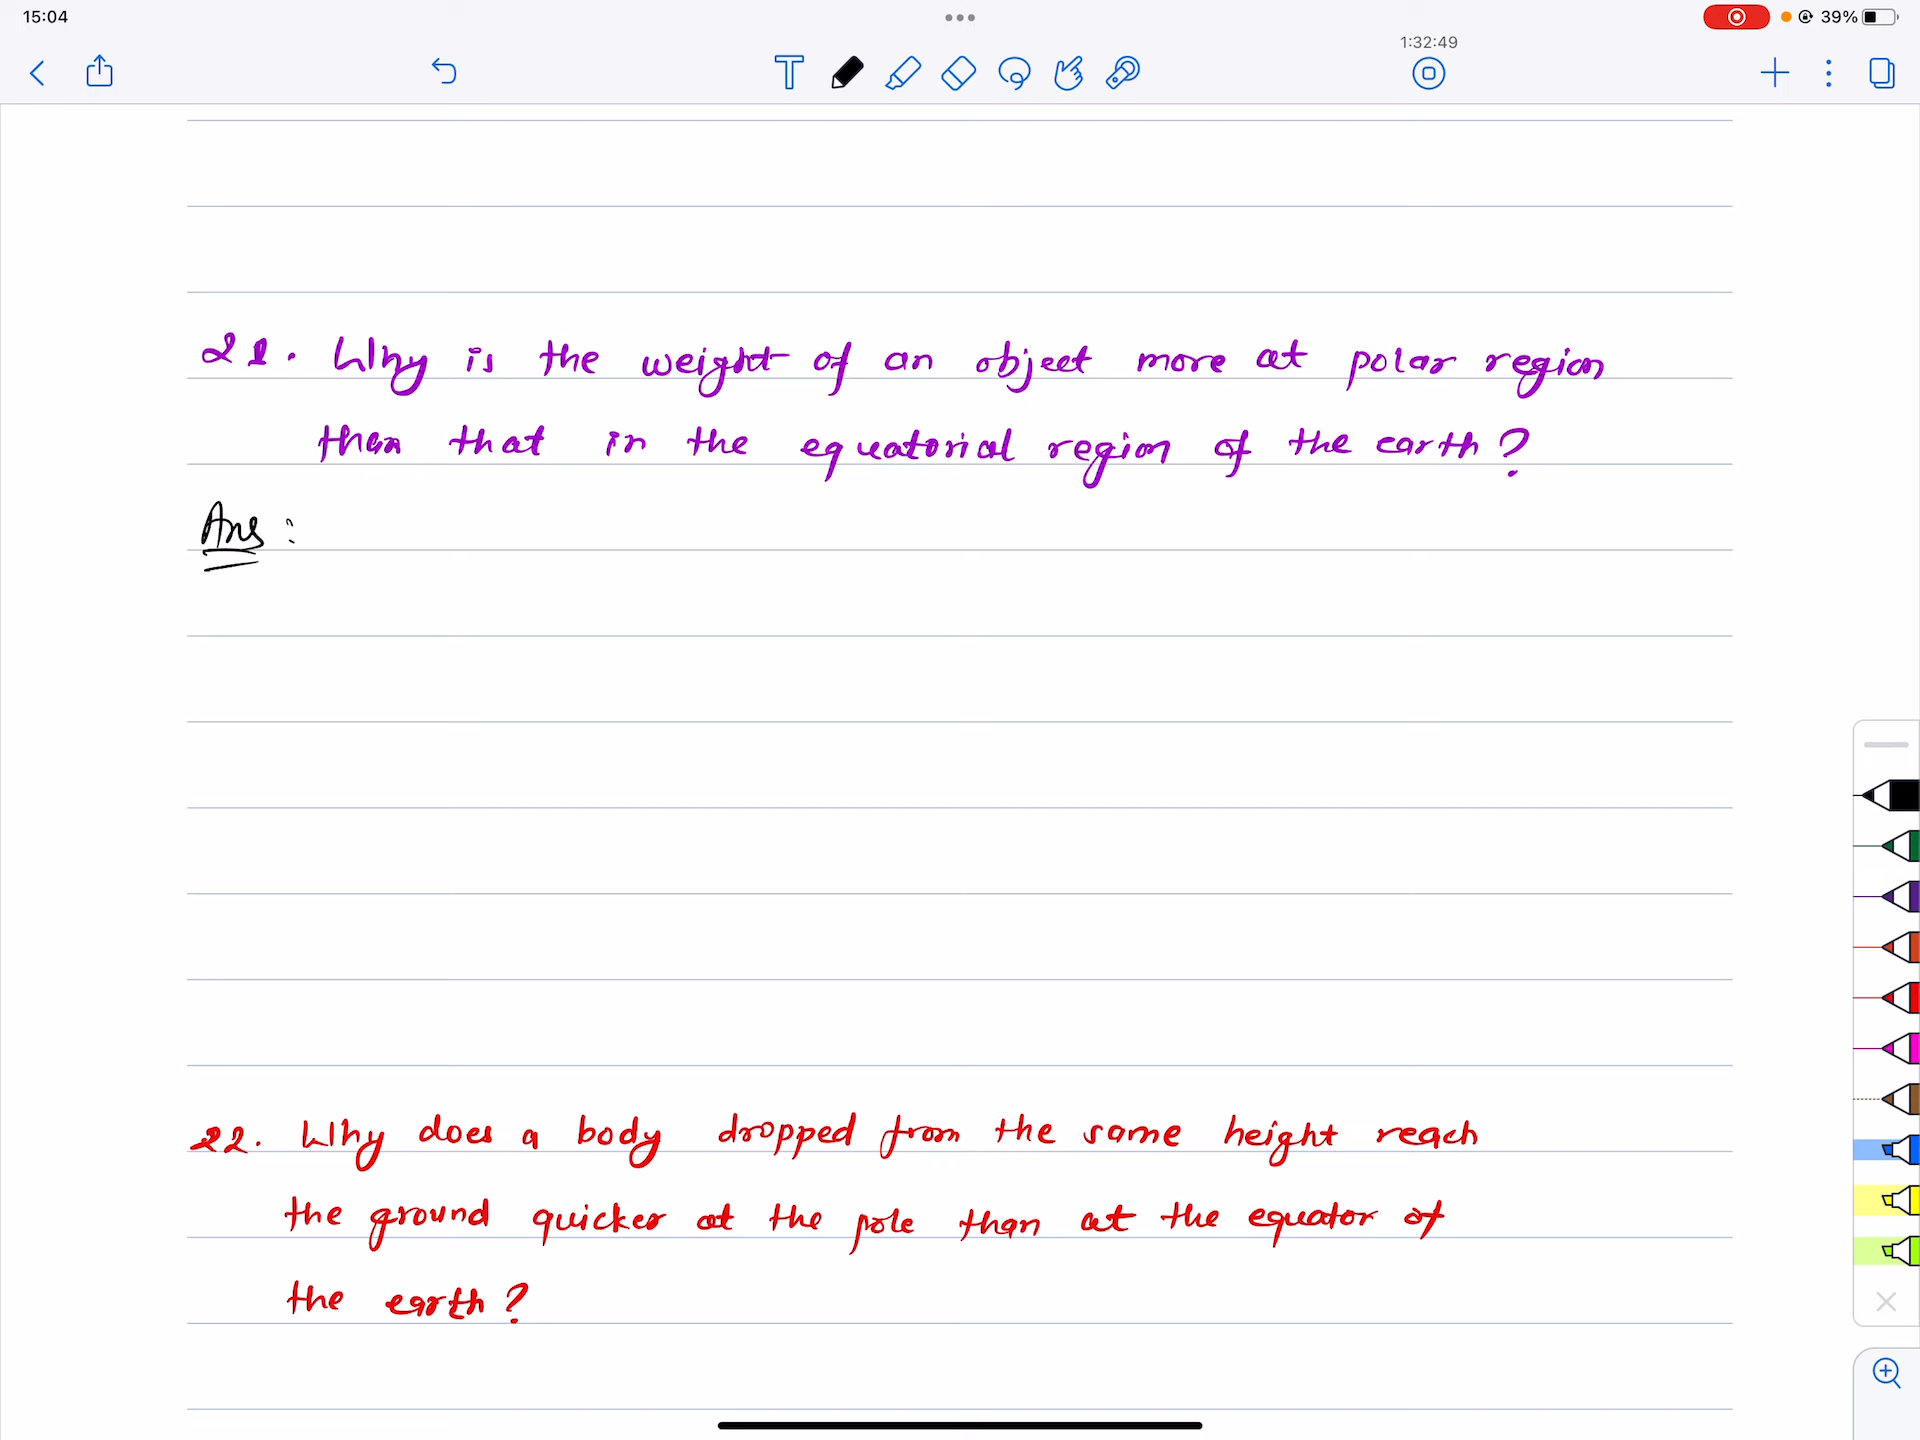 15:04
39%
1:32:49
21. Why is the weight of an object more at polar region
than that in the equatorial region of the earth?
Ans :
22. Why does a body dropped from the same height reach
the ground quicker at the pole than at the equator of
the earth?